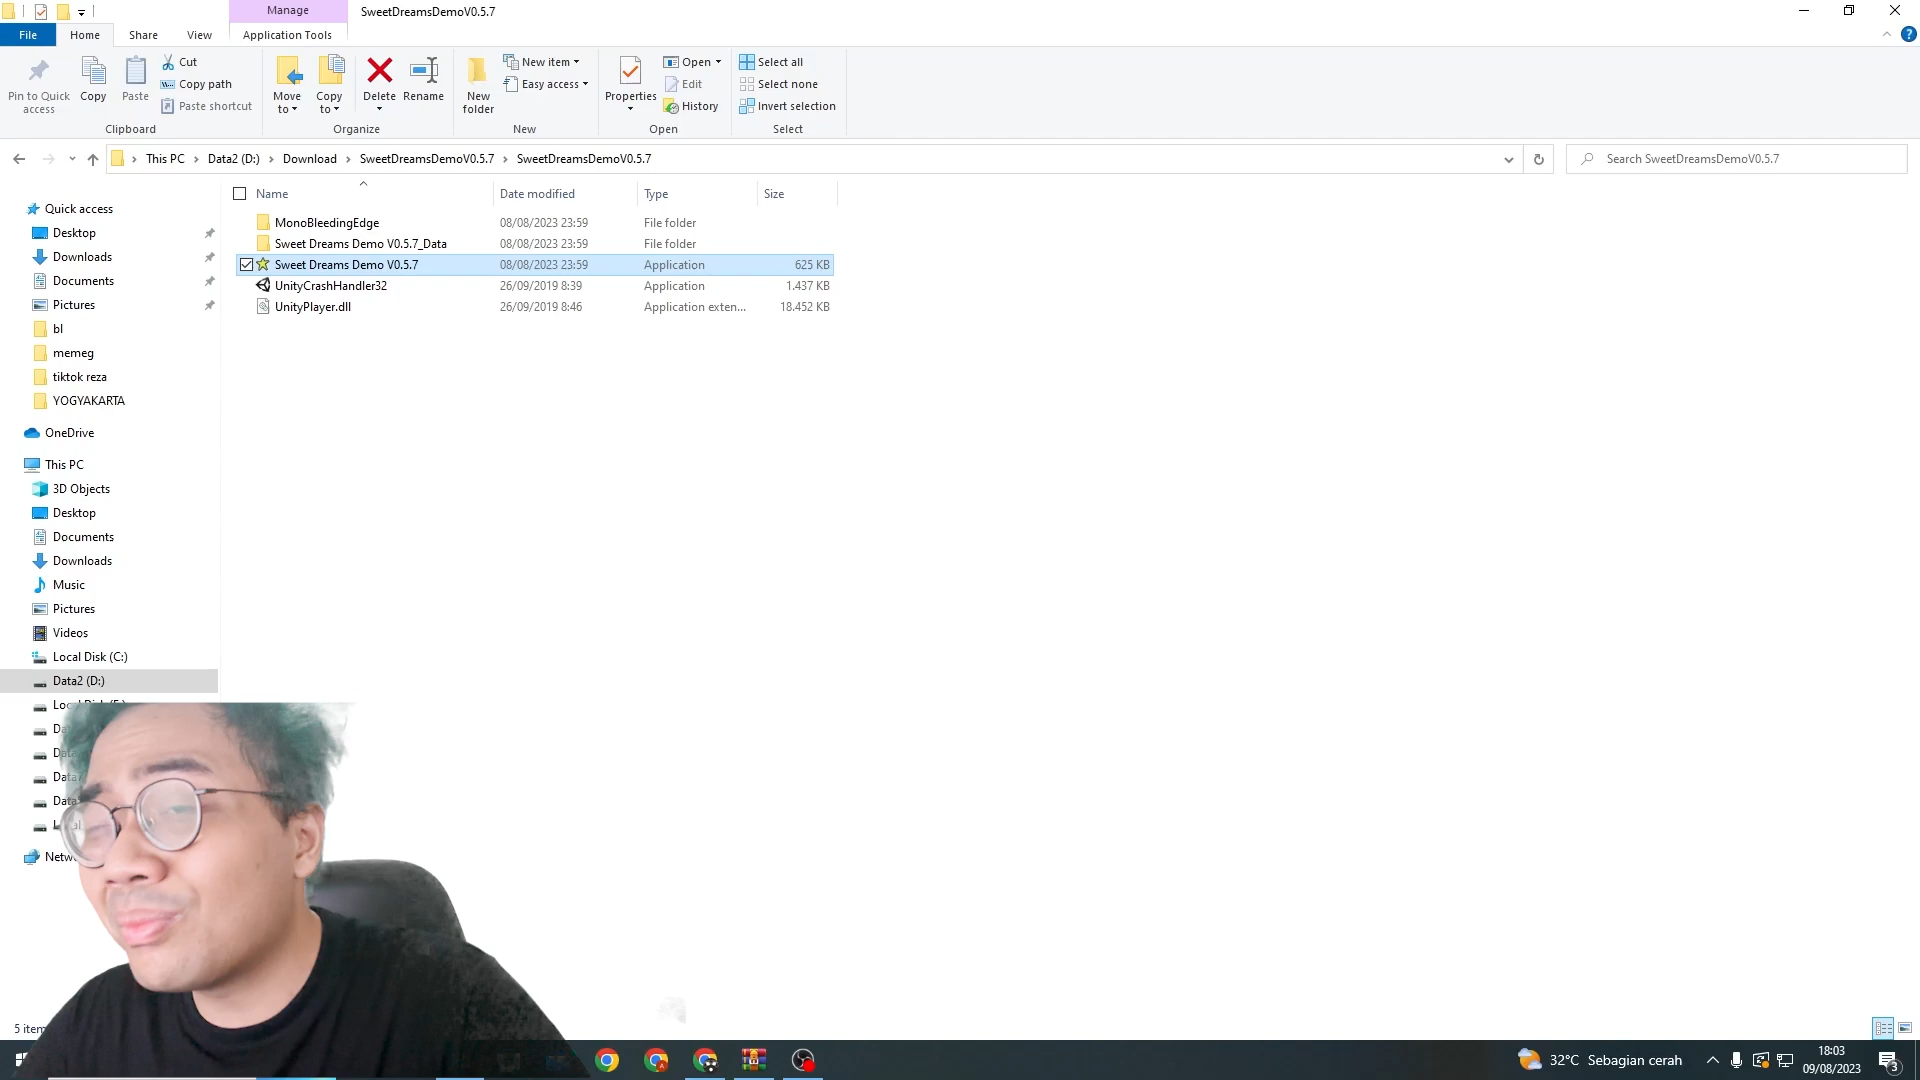 Manage
SweetDreamsDemoV0.5.7
File
Home
Share
View
Application Tools
Pin to Quick access
Copy
Paste
Cut
Copy path
Paste shortcut
Clipboard
Move to
Copy to
Delete
Rename
Organize
New folder
New item
Easy access
New
Properties
Open
Edit
History
Open
Select all
Select none
Invert selection
Select
This PC
Data2 (D:)
Download
SweetDreamsDemoV0.5.7
SweetDreamsDemoV0.5.7
Search SweetDreamsDemoV0.5.7
Name
Date modified
Type
Size
MonoBleedingEdge 08/08/2023 23:59 File folder
Sweet Dreams Demo V0.5.7_Data 08/08/2023 23:59 File folder
Sweet Dreams Demo V0.5.7 08/08/2023 23:59 Application 625 KB
UnityCrashHandler32 26/09/2019 8:39 Application 1.437 KB
UnityPlayer.dll 26/09/2019 8:46 Application exten... 18.452 KB
Quick access
Desktop
Downloads
Documents
Pictures
bl
memeg
tiktok reza
YOGYAKARTA
OneDrive
This PC
3D Objects
Desktop
Documents
Downloads
Music
Pictures
Videos
Local Disk (C:)
Data2 (D:)
5 item
32°C Sebagian cerah
18:03
09/08/2023
3